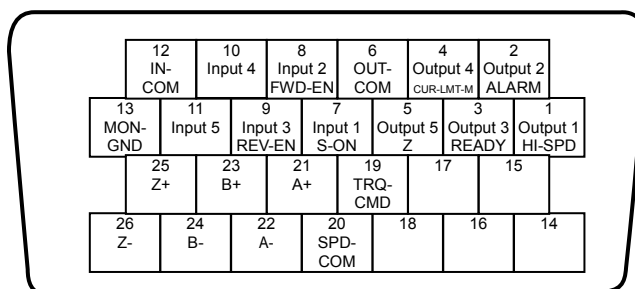 12 10 8 6 4 2
IN- Input 4 Input 2 OUT- Output 4 Output 2
COM FWD-EN COM CUR-LMT-M ALARM
13 11 9 7 5 3 1
MON- Input 5 Input 3 Input 1 Output 5 Output 3 Output 1
GND REV-EN S-ON Z READY HI-SPD
25 23 21 19 17 15
Z+ B+ A+ TRQ-
CMD
26 24 22 20 18 16 14
Z- B- A- SPD-
COM